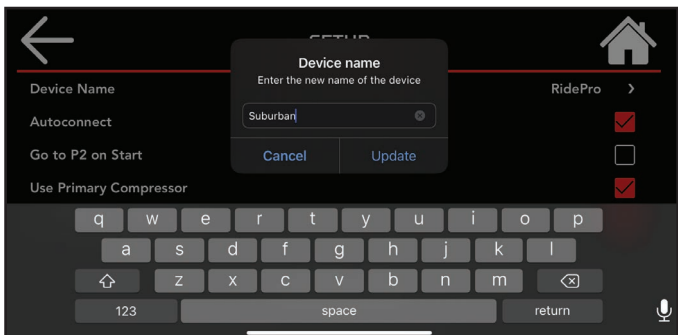 SETUP
Device name
Enter the new name of the device
Suburban
Cancel Update
Device Name RidePro >
Autoconnect
Go to P2 on Start
Use Primary Compressor
q w e r t y u i o p
a s d f g h j k l
z x c v b n m
123 space return